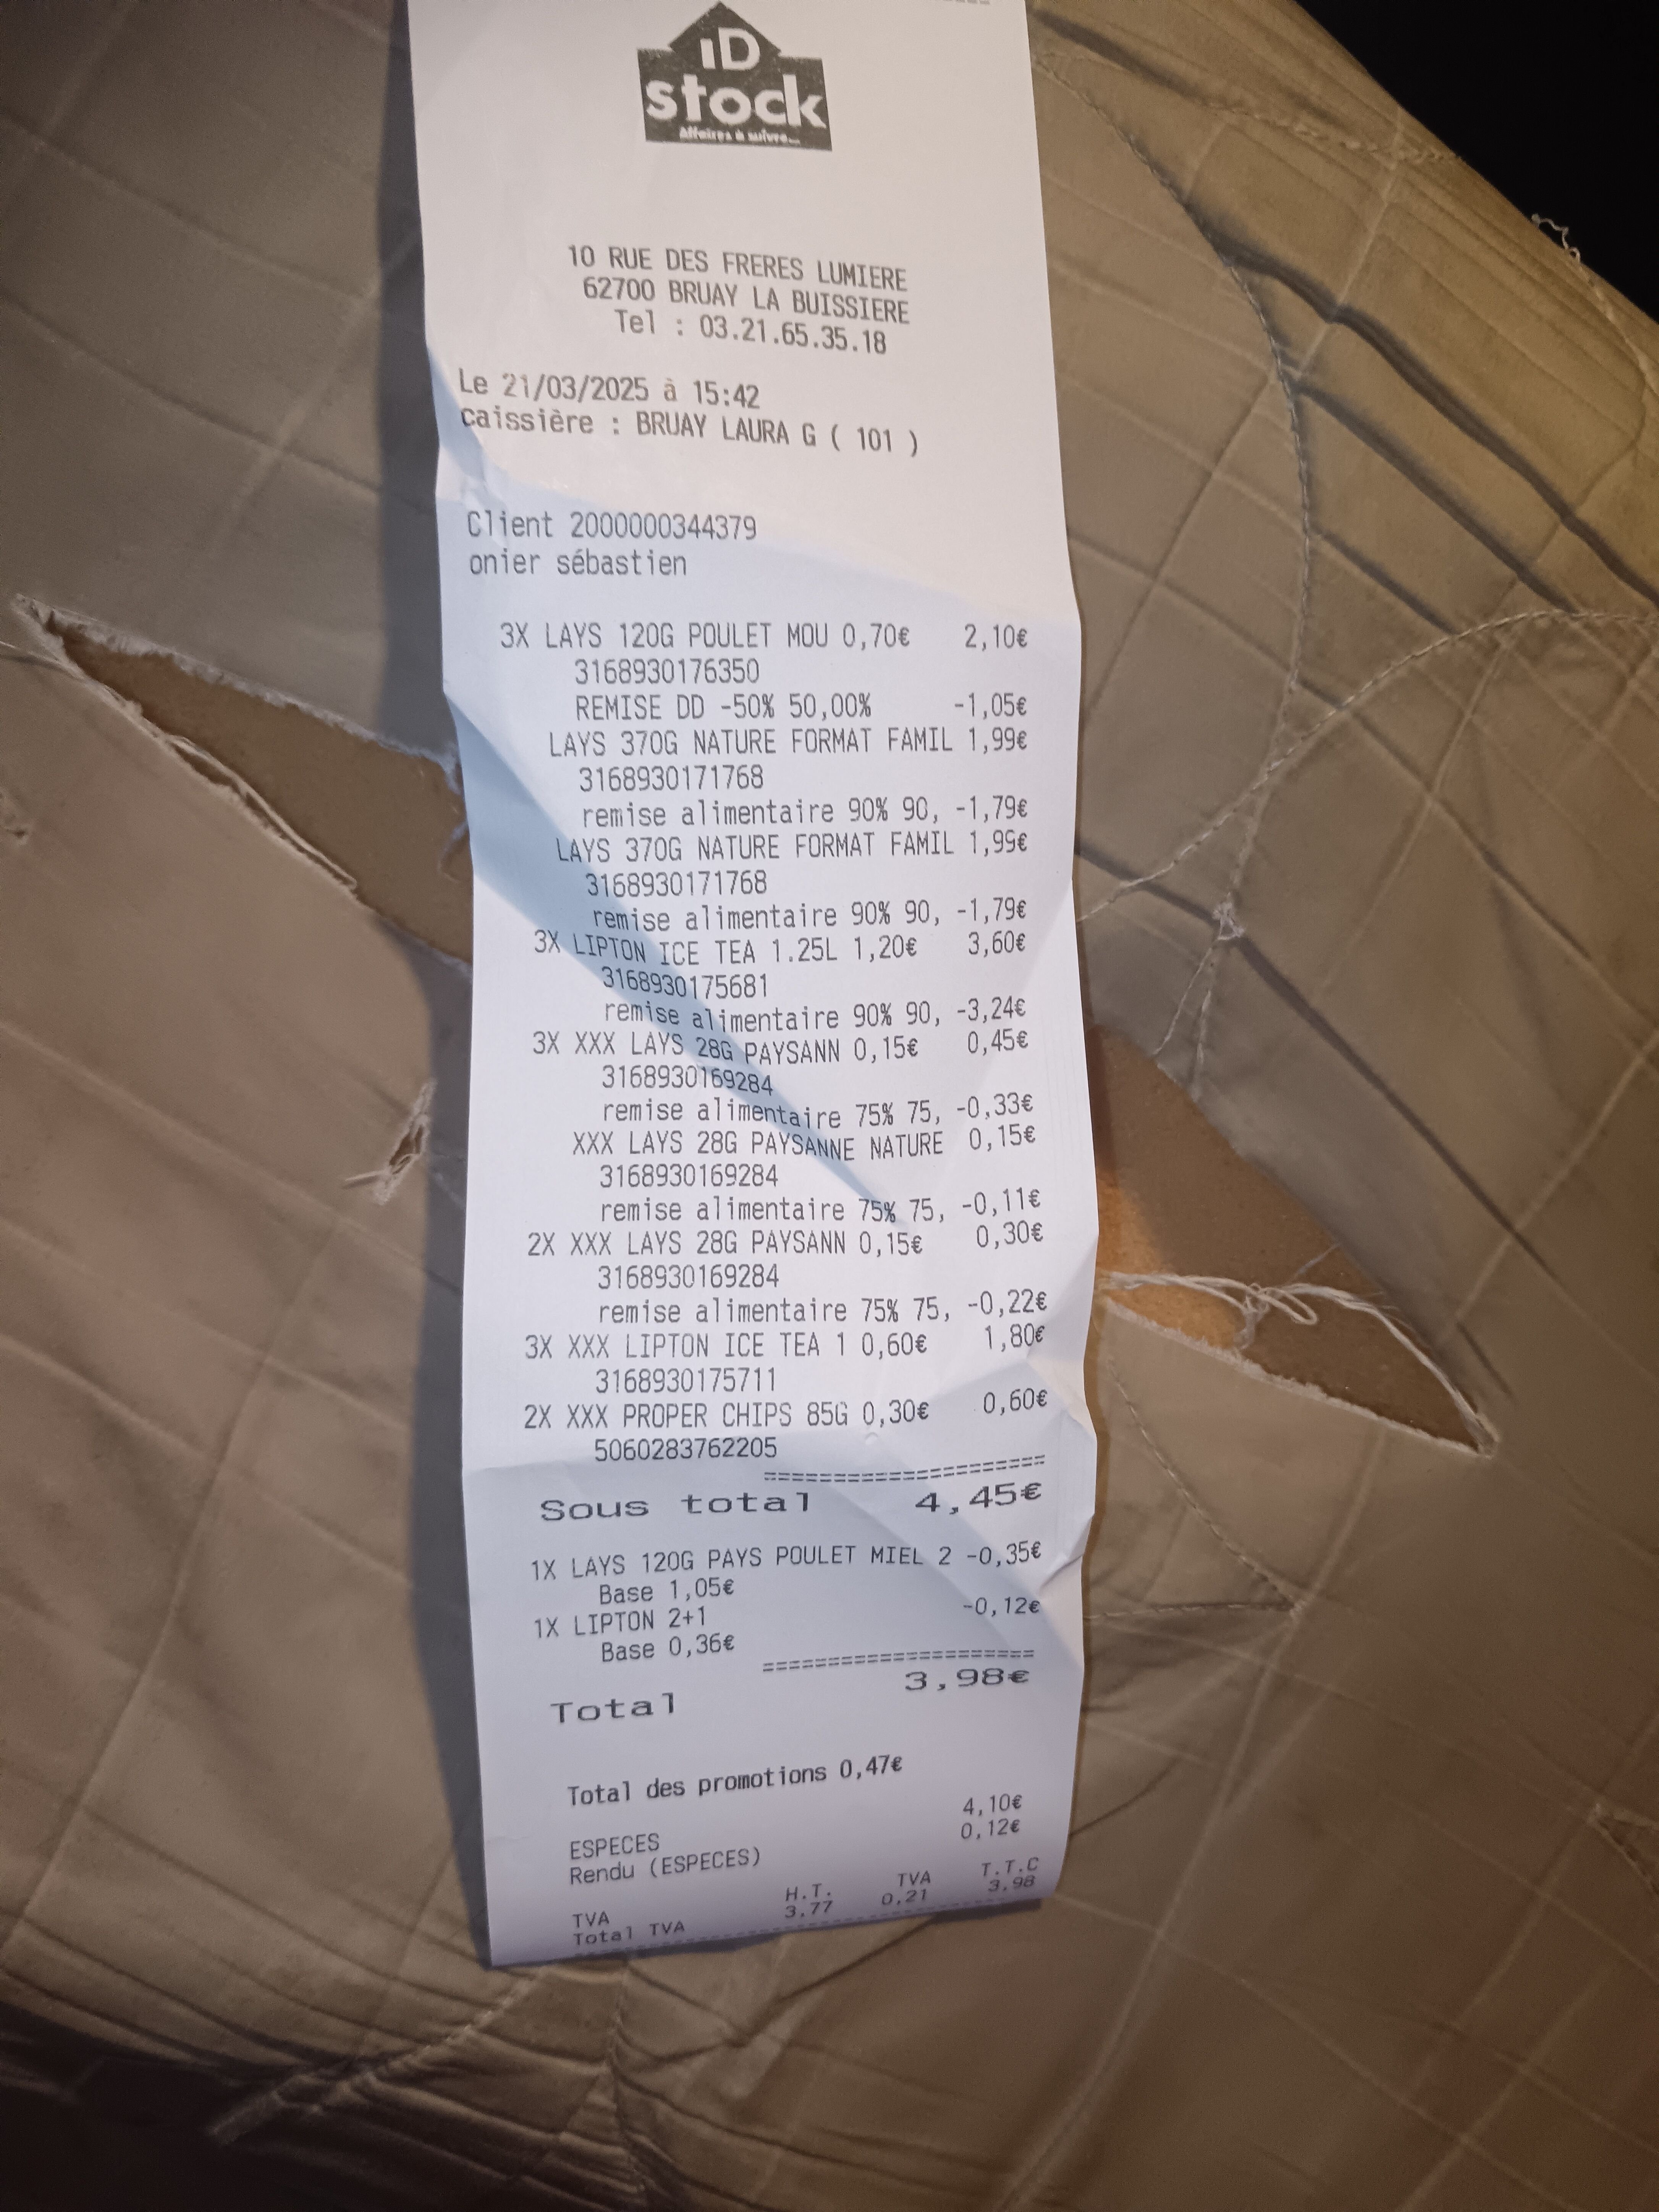 iD
stock
Affaires à suivre...
10 RUE DES FRERES LUMIERE
62700 BRUAY LA BUISSIERE
Tel : 03.21.65.35.18
Le 21/03/2025 à 15:42
caissière : BRUAY LAURA G ( 101 )
Client 2000000344379
onier sébastien
3X LAYS 120G POULET MOU 0,70€ 2,10€
3168930176350
REMISE DD -50% 50,00% -1,05€
LAYS 370G NATURE FORMAT FAMIL 1,99€
3168930171768
remise alimentaire 90% 90, -1,79€
LAYS 370G NATURE FORMAT FAMIL 1,99€
3168930171768
remise alimentaire 90% 90, -1,79€
3X LIPTON ICE TEA 1.25L 1,20€ 3,60€
3168930175681
remise alimentaire 90% 90, -3,24€
3X XXX LAYS 28G PAYSANN 0,15€ 0,45€
3168930169284
remise alimentaire 75% 75, -0,33€
XXX LAYS 28G PAYSANNE NATURE 0,15€
3168930169284
remise alimentaire 75% 75, -0,11€
2X XXX LAYS 28G PAYSANN 0,15€ 0,30€
3168930169284
remise alimentaire 75% 75, -0,22€
3X XXX LIPTON ICE TEA 1 0,60€ 1,80€
3168930175711
2X XXX PROPER CHIPS 85G 0,30€ 0,60€
5060283762205
=====================
Sous total 4,45€
1X LAYS 120G PAYS POULET MIEL 2 -0,35€
Base 1,05€
1X LIPTON 2+1 -0,12€
Base 0,36€
=====================
Total 3,98€
Total des promotions 0,47€
ESPECES 4,10€
Rendu (ESPECES) 0,12€
TVA H.T. TVA T.T.C
Total TVA 3.77 0.21 3.98